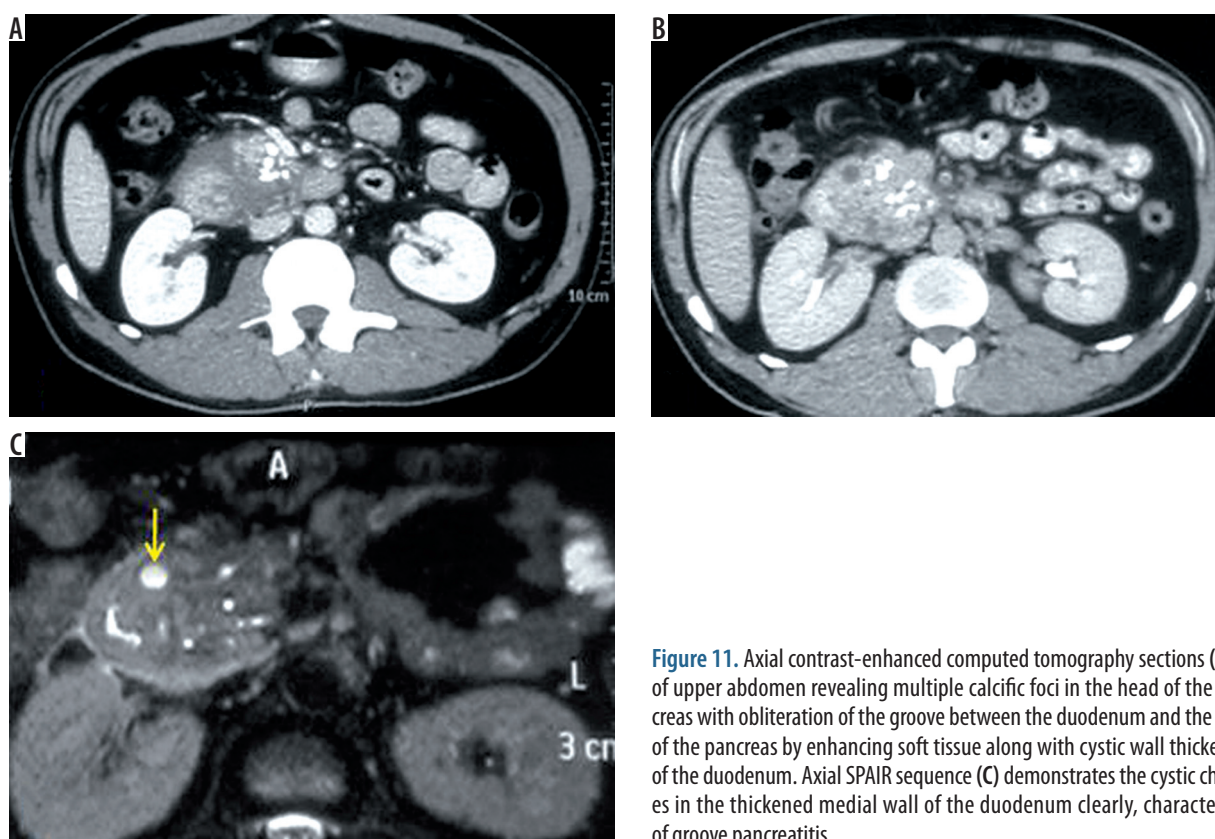 A
B
10 cm
10
P
C
A
L
3 cm
Figure 11. Axial contrast-enhanced computed tomography sections (
of upper abdomen revealing multiple calcific foci in the head of the
creas with obliteration of the groove between the duodenum and the
of the pancreas by enhancing soft tissue along with cystic wall thicke
of the duodenum. Axial SPAIR sequence (C) demonstrates the cystic ch
es in the thickened medial wall of the duodenum clearly, characte
of groove pancreatitis